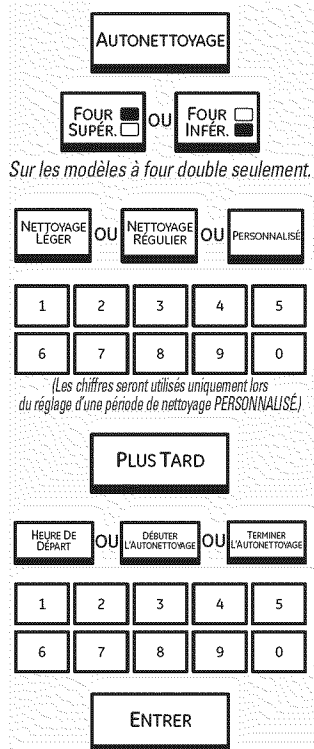 AUTONETTOYAGE
FOUR SUPÉR. OU FOUR INFÉR.
Sur les modèles à four double seulement.
NETTOYAGE LÉGER OU NETTOYAGE RÉGULIER OU PERSONNALISÉ
1 2 3 4 5
6 7 8 9 0
(Les chiffres seront utilisés uniquement lors
du réglage d'une période de nettoyage PERSONNALISÉ.)
PLUS TARD
HEURE DE DÉPART OU DÉBUTER L'AUTONETTOYAGE OU TERMINER L'AUTONETTOYAGE
1 2 3 4 5
6 7 8 9 0
ENTRER